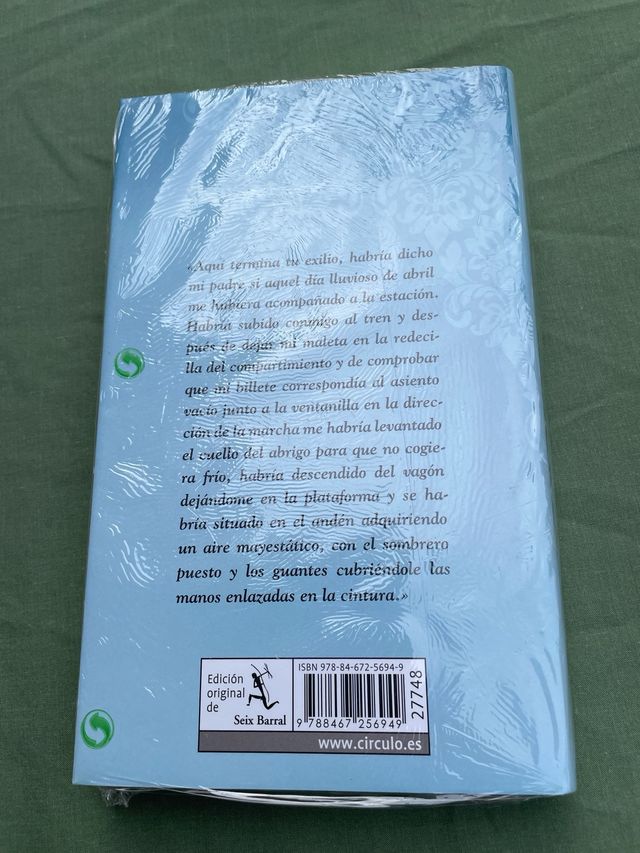 «Aquí termina tu exilio, habría dicho
mi padre si aquel día lluvioso de abril
me hubiera acompañado a la estación.
Habría subido conmigo al tren y des-
pués de dejar mi maleta en la redeci-
lla del compartimiento y de comprobar
que mi billete correspondía al asiento
vacío junto a la ventanilla en la direc-
ción de la marcha me habría levantado
el cuello del abrigo para que no cogie-
ra frío, habría descendido del vagón
dejándome en la plataforma y se ha-
bría situado en el andén adquiriendo
un aire mayestático, con el sombrero
puesto y los guantes cubriéndole las
manos enlazadas en la cintura.»
Edición
original
de
Seix Barral
ISBN 978-84-672-5694-9
9 788467 256949
27748
www.circulo.es